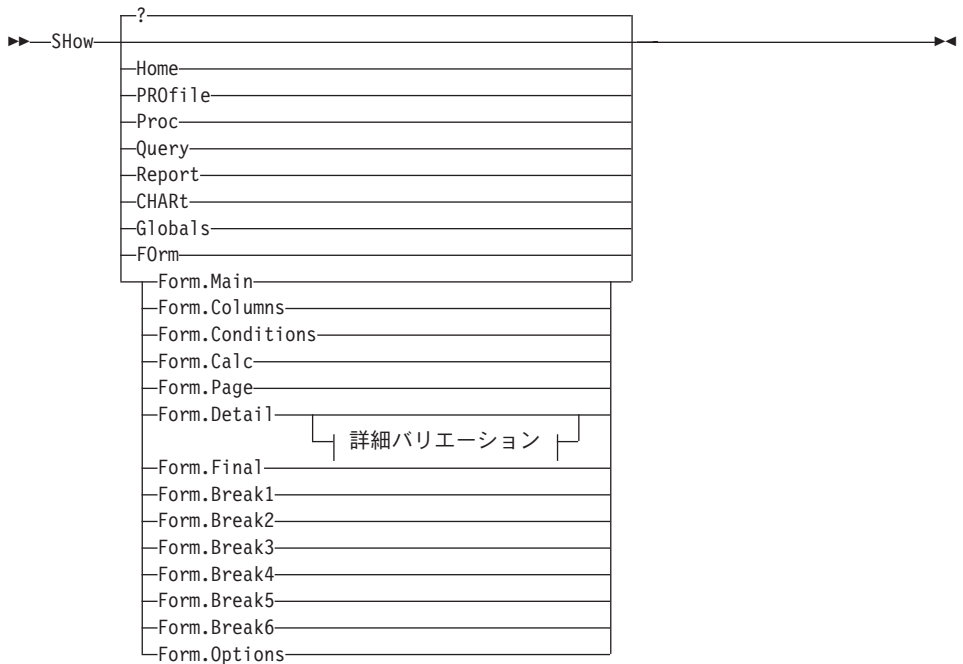 ?
SHow
Home
PROfile
Proc
Query
Report
CHARt
Globals
FOrm
Form.Main
Form.Columns
Form.Conditions
Form.Calc
Form.Page
Form.Detail
詳細バリエーション
Form.Final
Form.Break1
Form.Break2
Form.Break3
Form.Break4
Form.Break5
Form.Break6
Form.Options